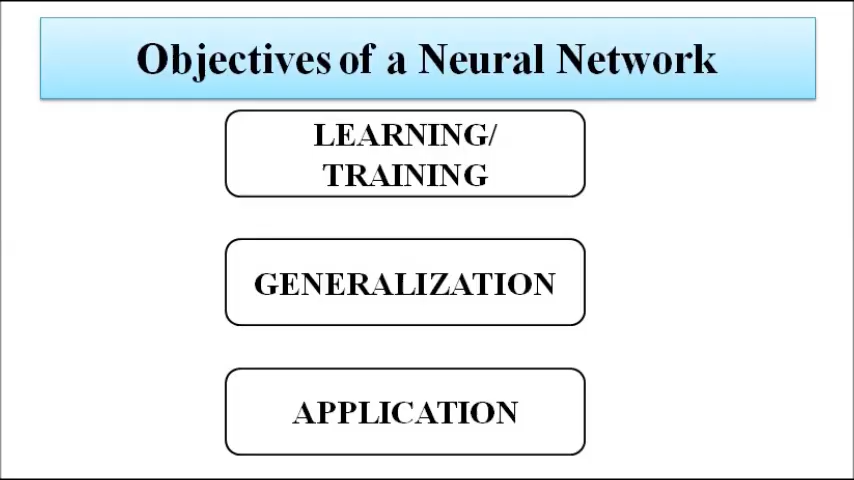 Objectives of a Neural Network
LEARNING/
TRAINING
GENERALIZATION
APPLICATION